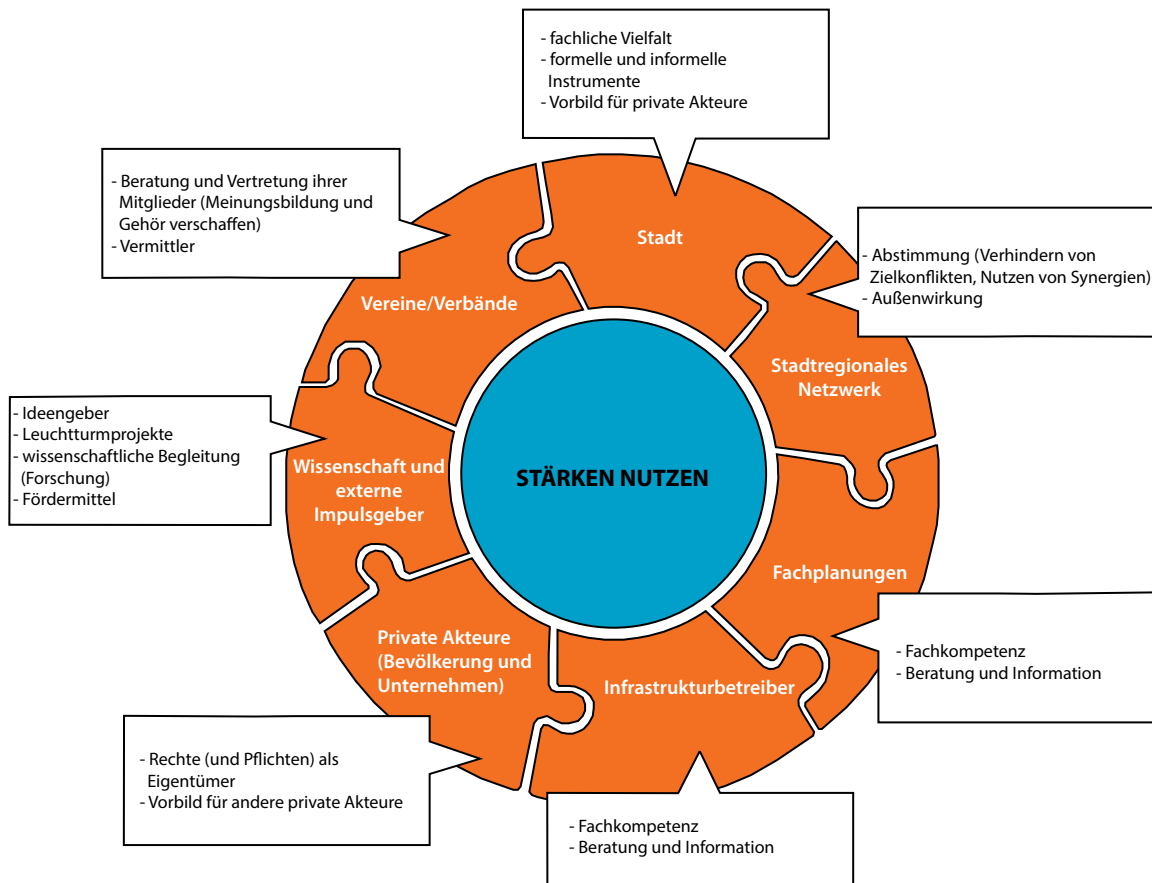 - fachliche Vielfalt
- formelle und informelle
Instrumente
- Vorbild für private Akteure
Stadt
- Abstimmung (Verhindern von
Zielkonflikten, Nutzen von Synergien)
- Außenwirkung
Stadtregionales
Netzwerk
Fachplanungen
- Fachkompetenz
- Beratung und Information
Infrastrukturbetreiber
- Fachkompetenz
- Beratung und Information
Private Akteure
(Bevölkerung und
Unternehmen)
- Rechte (und Pflichten) als
Eigentümer
- Vorbild für andere private Akteure
Wissenschaft und
externe
Impulsgeber
- Ideengeber
- Leuchtturmprojekte
- wissenschaftliche Begleitung
(Forschung)
- Fördermittel
Vereine/Verbände
- Beratung und Vertretung ihrer
Mitglieder (Meinungsbildung und
Gehör verschaffen)
- Vermittler
STÄRKEN NUTZEN